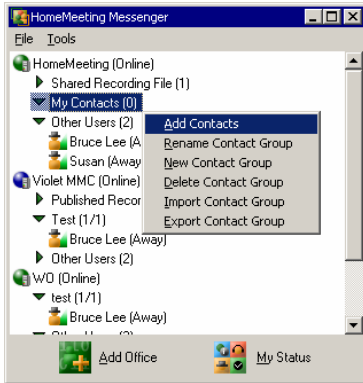 HomeMeeting Messenger
File Tools
HomeMeeting (Online)
Shared Recording File (1)
My Contacts (0)
Other Users (2)
Bruce Lee (A
Susan (Away
Violet MMC (Online)
Published Recor
Test (1/1)
Bruce Lee (Away)
Other Users (2)
WO (Online)
test (1/1)
Bruce Lee (Away)
Other Users (2)
Add Contacts
Rename Contact Group
New Contact Group
Delete Contact Group
Import Contact Group
Export Contact Group
Add Office
My Status